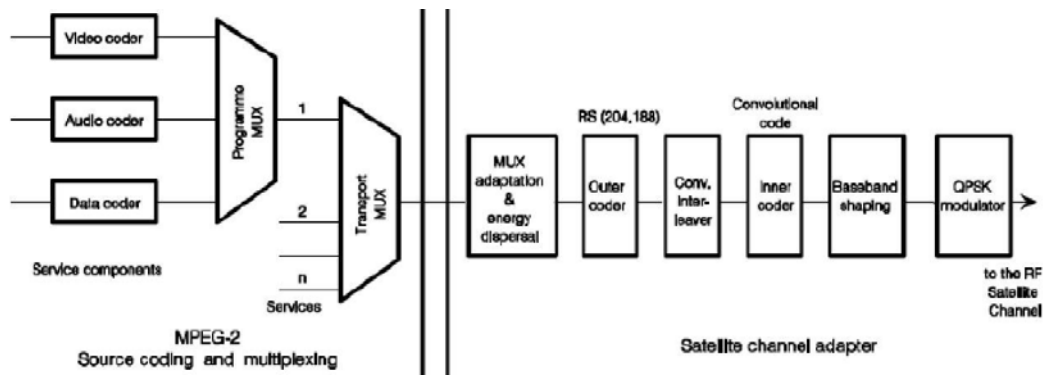 Video coder
Audio coder
Data coder
Service components
Programme
MUX
1
2
n
Services
Transport
MUX
MPEG-2
Source coding and multiplexing
MUX
adaptation
&
energy
dispersal
RS (204,188)
Outer
coder
Conv.
Inter-
leaver
Convolutional
code
Inner
coder
Baseband
shaping
QPSK
modulator
to the RF
Satellite
Channel
Satellite channel adapter